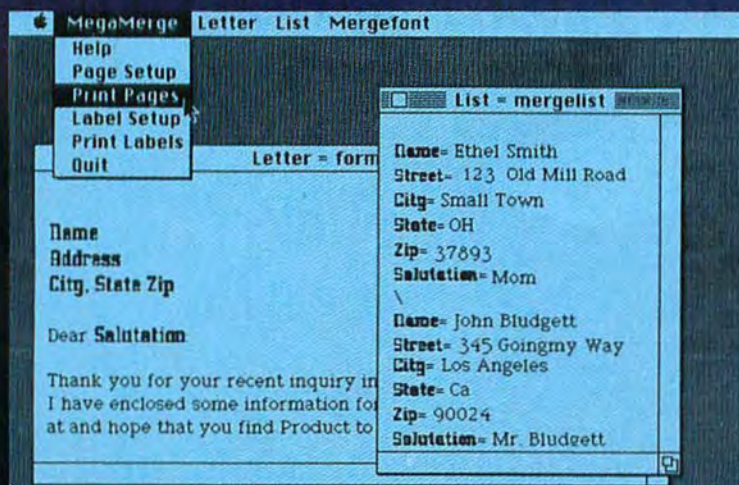 MegaMerge Letter List Mergefont
Help
Page Setup
Print Pages
Label Setup
Print Labels
Quit
Letter = form
Name
Address
City, State Zip
Dear Salutation
Thank you for your recent inquiry in
I have enclosed some information for
at and hope that you find Product to
List = mergelist
Name= Ethel Smith
Street= 123 Old Mill Road
City= Small Town
State= OH
Zip= 37893
Salutation= Mom
\
Name= John Bludgett
Street= 345 Goingmy Way
City= Los Angeles
State= Ca
Zip= 90024
Salutation= Mr. Bludgett